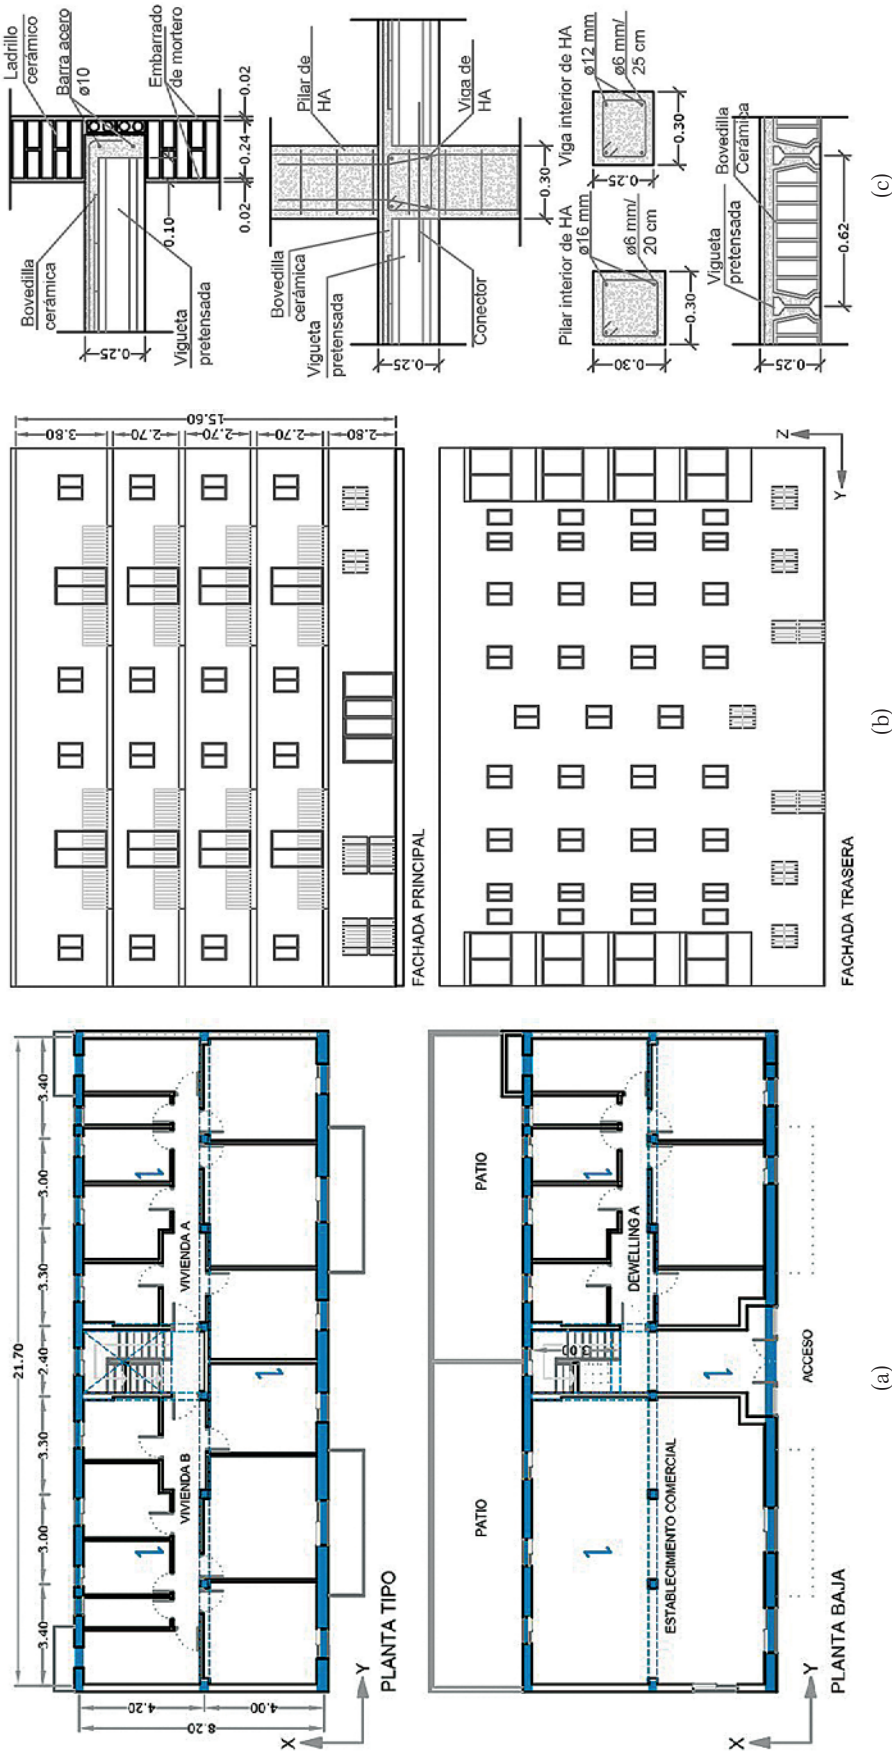 21.70
3.40
3.00
3.30
2.40
3.30
3.00
3.40
8.20
4.20
4.00
VIVIENDA B
VIVIENDA A
X
Y
PLANTA TIPO
PATIO
PATIO
3.00
DEWELLING A
ESTABLECIMIENTO COMERCIAL
ACCESO
X
Y
PLANTA BAJA
(a)
3.80
2.70
2.70
2.70
2.80
15.60
FACHADA PRINCIPAL
Z
Y
FACHADA TRASERA
(b)
Ladrillo
cerámico
Barra acero
ø10
Embarrado
de mortero
Bovedilla
cerámica
Vigueta
pretensada
0.25
0.10
0.02
0.24
0.02
Pilar de
HA
Viga de
HA
Bovedilla
cerámica
Vigueta
pretensada
Conector
0.25
0.30
Pilar interior de HA
ø16 mm
ø6 mm/
20 cm
0.30
0.30
Viga interior de HA
ø12 mm
ø6 mm/
25 cm
0.25
0.30
Vigueta
pretensada
Bovedilla
Cerámica
0.25
0.62
(c)